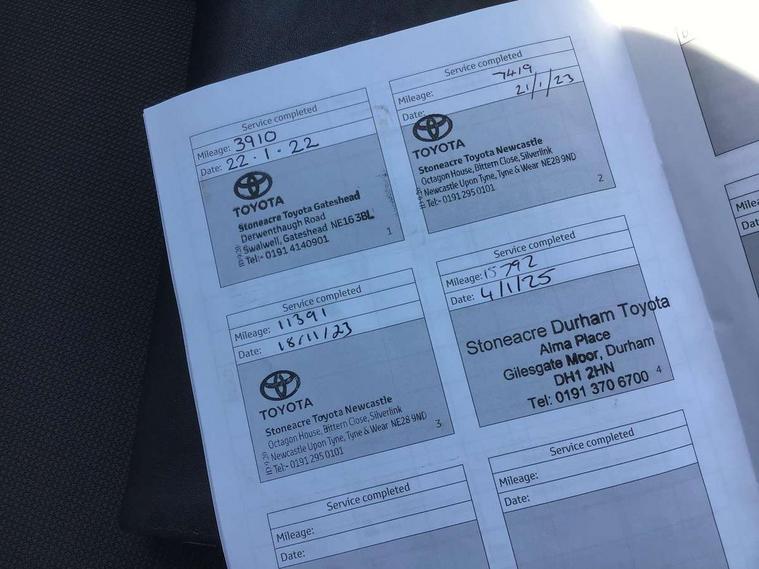 Service completed
Mileage: 3910
Date: 22.1.22
TOYOTA
Stoneacre Toyota Gateshead
Derwenthaugh Road
Swalwell, Gateshead NE16 3BL
Tel:- 0191 4140901
1
Service completed
Mileage: 7419
Date: 21/1/23
TOYOTA
Stoneacre Toyota Newcastle
Octagon House, Bittern Close, Silverlink
Newcastle Upon Tyne, Tyne & Wear NE28 9ND
Tel:- 0191 295 0101
2
Service completed
Mileage: 11391
Date: 18/11/23
TOYOTA
Stoneacre Toyota Newcastle
Octagon House, Bittern Close, Silverlink
Newcastle Upon Tyne, Tyne & Wear NE28 9ND
Tel:- 0191 295 0101
3
Service completed
Mileage: 15792
Date: 4/1/25
Stoneacre Durham Toyota
Alma Place
Gilesgate Moor, Durham
DH1 2HN
Tel: 0191 370 6700
4
Service completed
Mileage:
Date:
Service completed
Mileage:
Date: